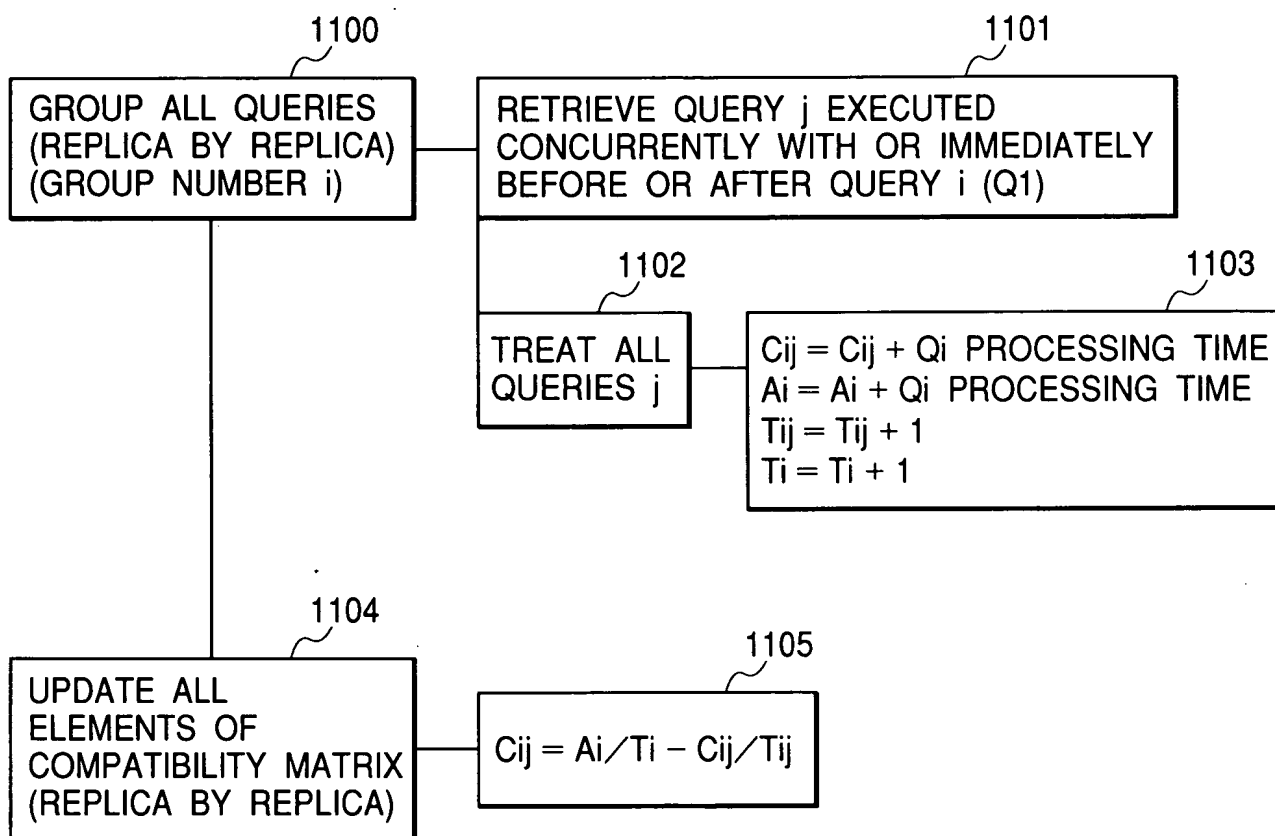 1100
GROUP ALL QUERIES
(REPLICA BY REPLICA)
(GROUP NUMBER i)
1101
RETRIEVE QUERY j EXECUTED
CONCURRENTLY WITH OR IMMEDIATELY
BEFORE OR AFTER QUERY i (Q1)
1102
TREAT ALL
QUERIES j
1103
Cij = Cij + Qi PROCESSING TIME
Ai = Ai + Qi PROCESSING TIME
Tij = Tij + 1
Ti = Ti + 1
1104
UPDATE ALL
ELEMENTS OF
COMPATIBILITY MATRIX
(REPLICA BY REPLICA)
1105
Cij = Ai/Ti − Cij/Tij